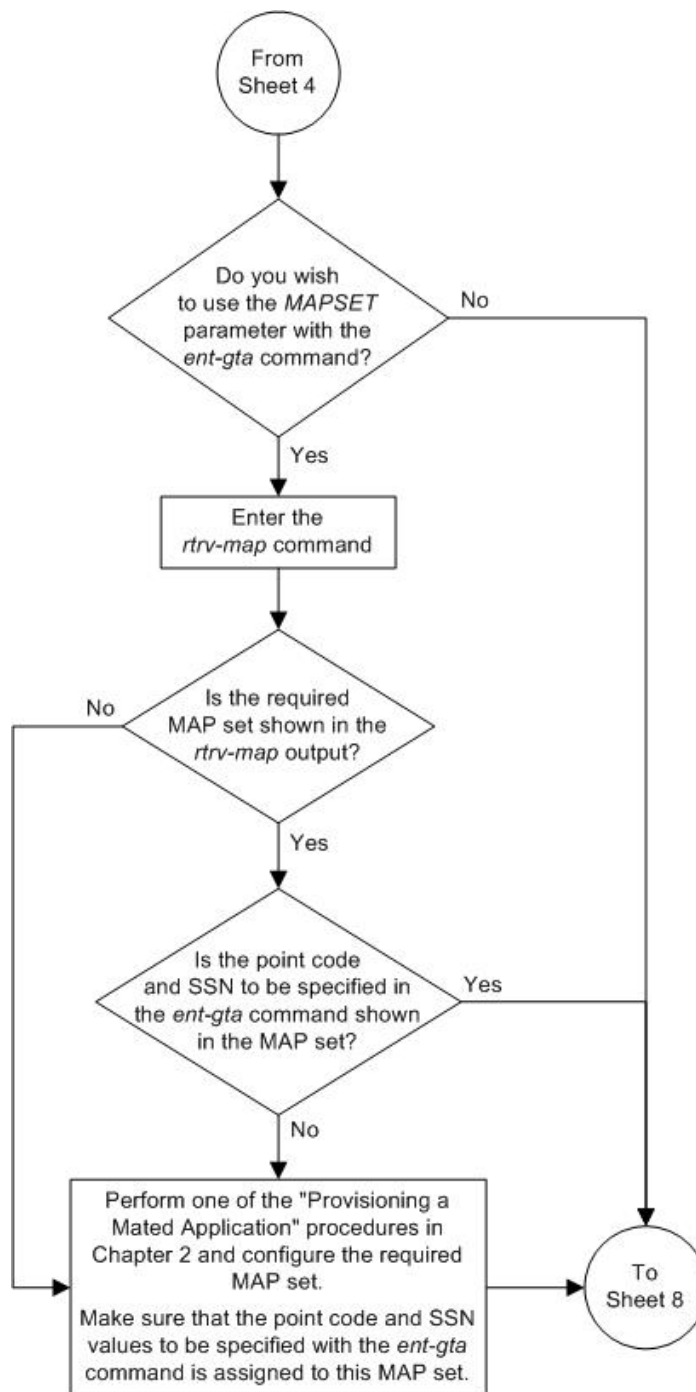 From
Sheet 4
Do you wish
to use the MAPSET
parameter with the
ent-gta command?
No
Yes
Enter the
rtrv-map command
Is the required
MAP set shown in the
rtrv-map output?
No
Yes
Is the point code
and SSN to be specified in
the ent-gta command shown
in the MAP set?
Yes
No
Perform one of the "Provisioning a
Mated Application" procedures in
Chapter 2 and configure the required
MAP set.
Make sure that the point code and SSN
values to be specified with the ent-gta
command is assigned to this MAP set.
To
Sheet 8